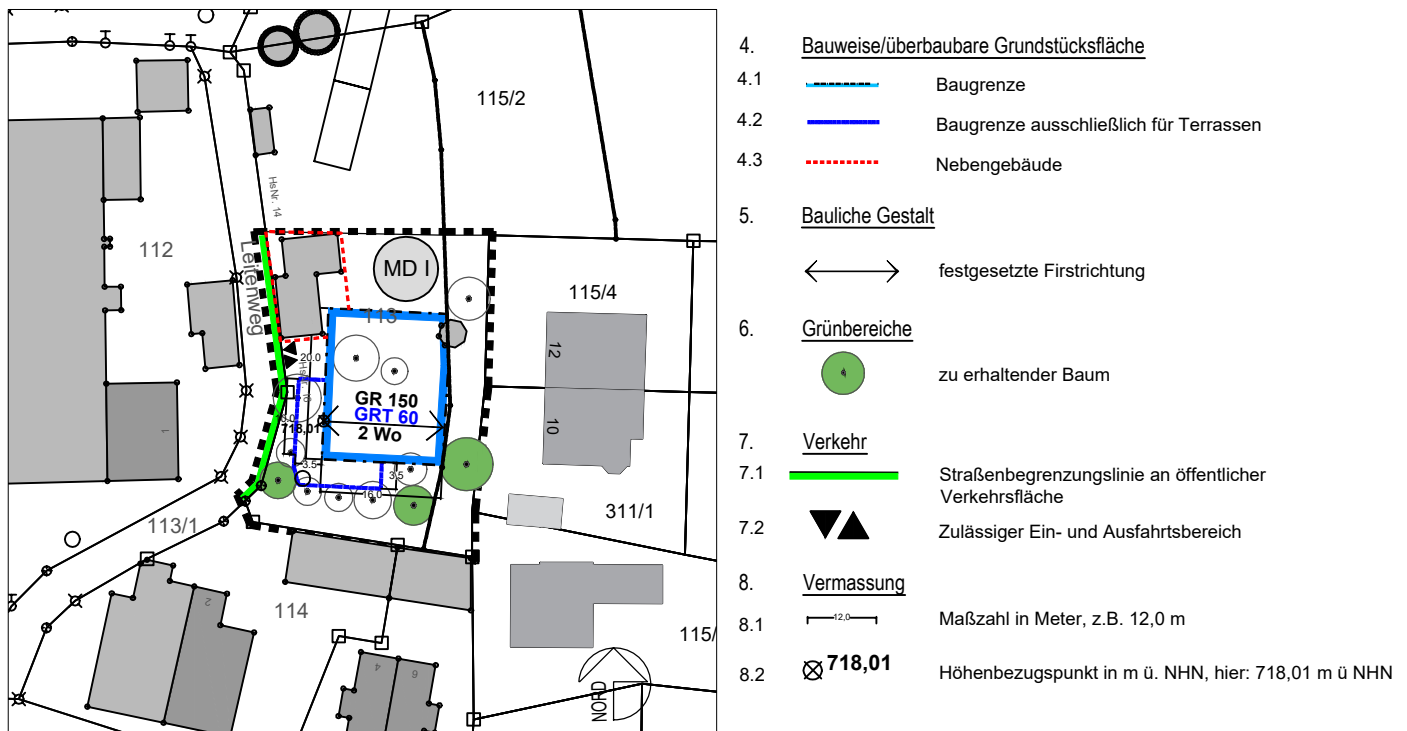 115/2
HsNr. 14
112
Leitenweg
MD I
113
115/4
12
10
20.0
GR 150
GRT 60
2 Wo
718,01
3.5
3,5
16.0
1
113/1
311/1
114
2
4
6
115/
NORD
4. Bauweise/überbaubare Grundstücksfläche
4.1 Baugrenze
4.2 Baugrenze ausschließlich für Terrassen
4.3 Nebengebäude
5. Bauliche Gestalt
festgesetzte Firstrichtung
6. Grünbereiche
zu erhaltender Baum
7. Verkehr
7.1 Straßenbegrenzungslinie an öffentlicher
Verkehrsfläche
7.2 Zulässiger Ein- und Ausfahrtsbereich
8. Vermassung
8.1 12,0 Maßzahl in Meter, z.B. 12,0 m
8.2 718,01 Höhenbezugspunkt in m ü. NHN, hier: 718,01 m ü NHN